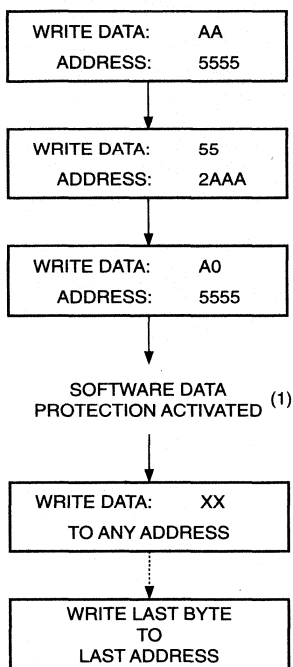 WRITE DATA: AA
ADDRESS: 5555
WRITE DATA: 55
ADDRESS: 2AAA
WRITE DATA: A0
ADDRESS: 5555
SOFTWARE DATA
PROTECTION ACTIVATED (1)
WRITE DATA: XX
TO ANY ADDRESS
WRITE LAST BYTE
TO
LAST ADDRESS